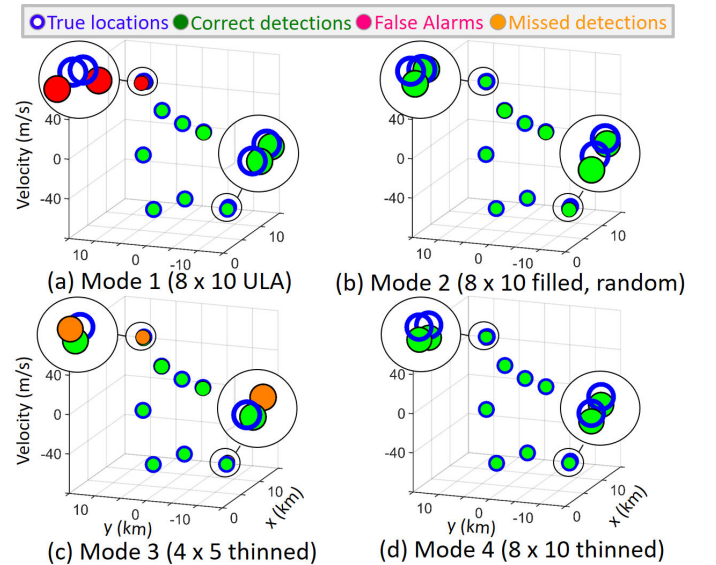 True locations Correct detections False Alarms Missed detections
40
0
-40
Velocity (m/s)
10
0
-10
0
10
(a) Mode 1 (8 x 10 ULA)
40
0
-40
10
0
-10
0
10
(b) Mode 2 (8 x 10 filled, random)
40
0
-40
Velocity (m/s)
10
0
-10
y (km)
0
10
x (km)
(c) Mode 3 (4 x 5 thinned)
40
0
-40
10
0
-10
y (km)
0
10
x (km)
(d) Mode 4 (8 x 10 thinned)